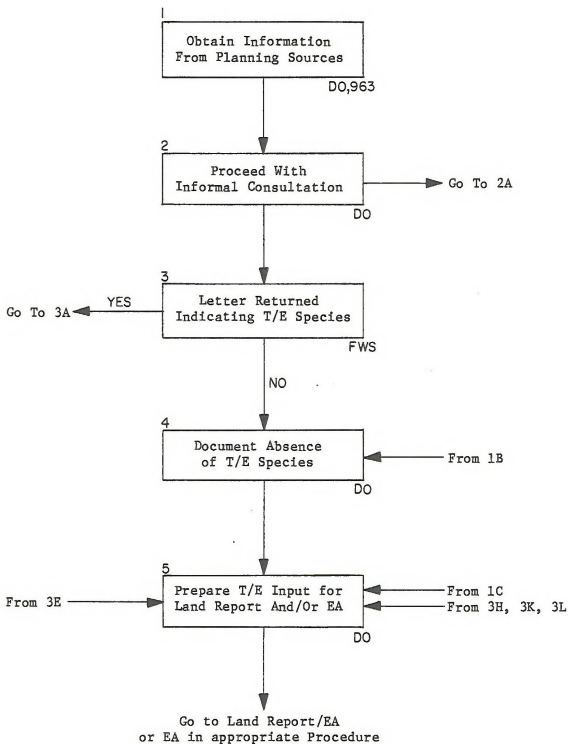 1
Obtain Information
From Planning Sources
DO,963
2
Proceed With
Informal Consultation
Go To 2A
DO
3
Letter Returned
Indicating T/E Species
YES
Go To 3A
FWS
NO
4
Document Absence
of T/E Species
From 1B
DO
5
Prepare T/E Input for
Land Report And/Or EA
From 1C
From 3E
From 3H, 3K, 3L
DO
Go to Land Report/EA
or EA in appropriate Procedure